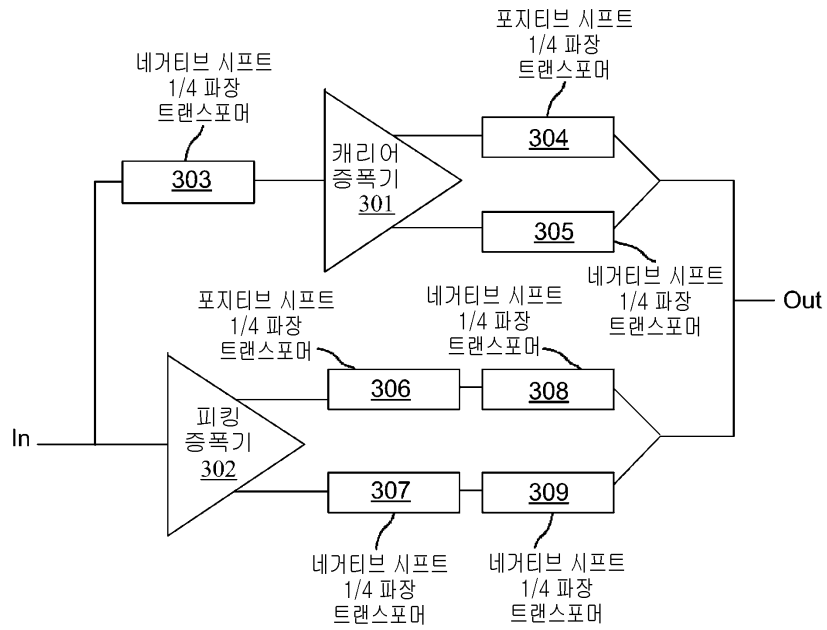 포지티브 시프트
1/4 파장
트랜스포머
네거티브 시프트
1/4 파장
트랜스포머
304
303
캐리어
증폭기
301
305
네거티브 시프트
1/4 파장
트랜스포머
Out
포지티브 시프트
1/4 파장
트랜스포머
네거티브 시프트
1/4 파장
트랜스포머
306
308
In
피킹
증폭기
302
307
309
네거티브 시프트
1/4 파장
트랜스포머
네거티브 시프트
1/4 파장
트랜스포머